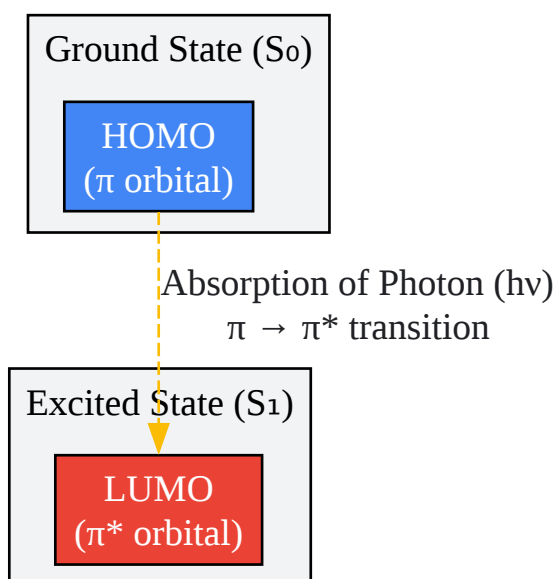 Ground State (S₀)
HOMO
(π orbital)
Absorption of Photon (hν)
π → π* transition
Excited State (S₁)
LUMO
(π* orbital)